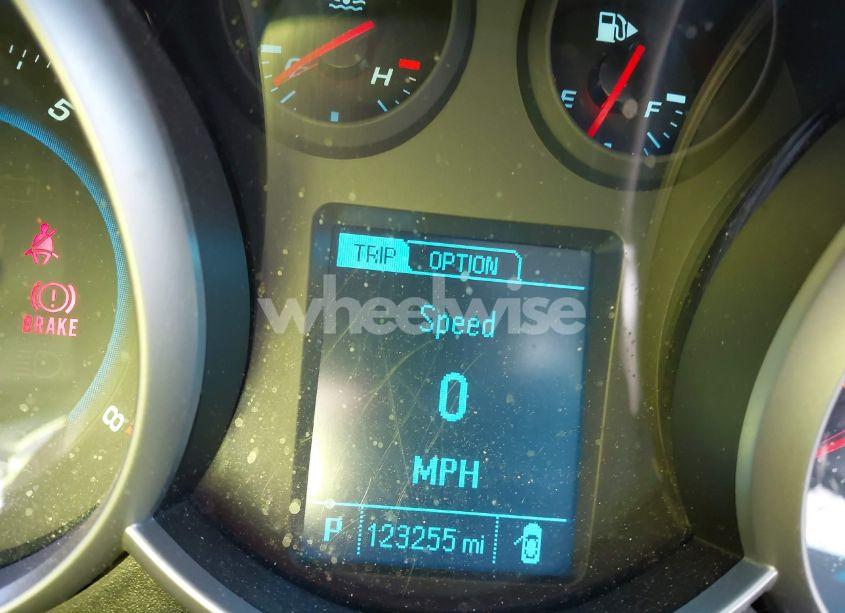 H
E
F
5
8
BRAKE
TRIP OPTION
wheelwise
Speed
0
MPH
P 123255 mi